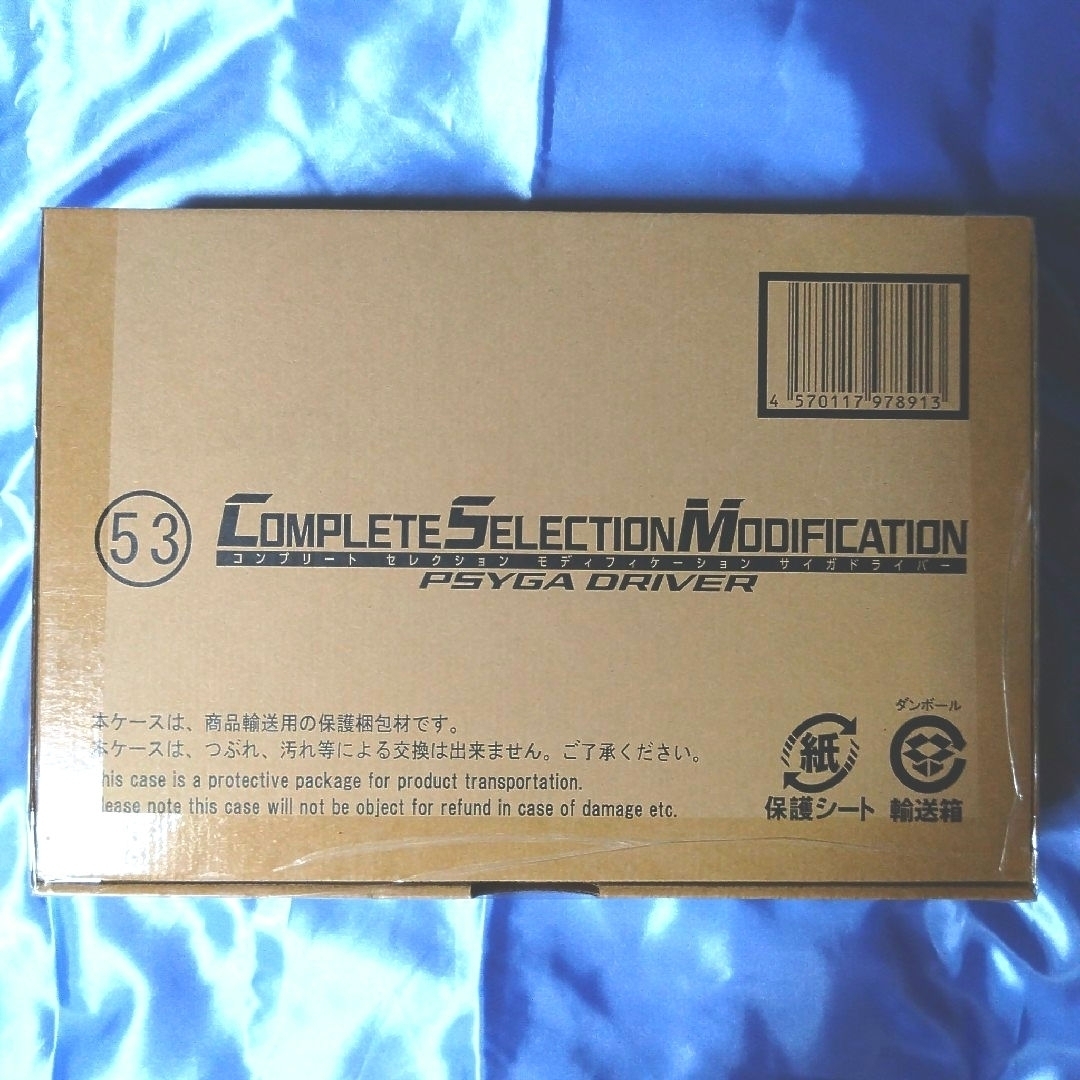 4 570117 978913
53 COMPLETE SELECTION MODIFICATION
コンプリート セレクション モディフィケーション サイガドライバー
PSYGA DRIVER
本ケースは、商品輸送用の保護梱包材です。
本ケースは、つぶれ、汚れ等による交換は出来ません。ご了承ください。
This case is a protective package for product transportation.
Please note this case will not be object for refund in case of damage etc.
紙
保護シート
ダンボール
輸送箱